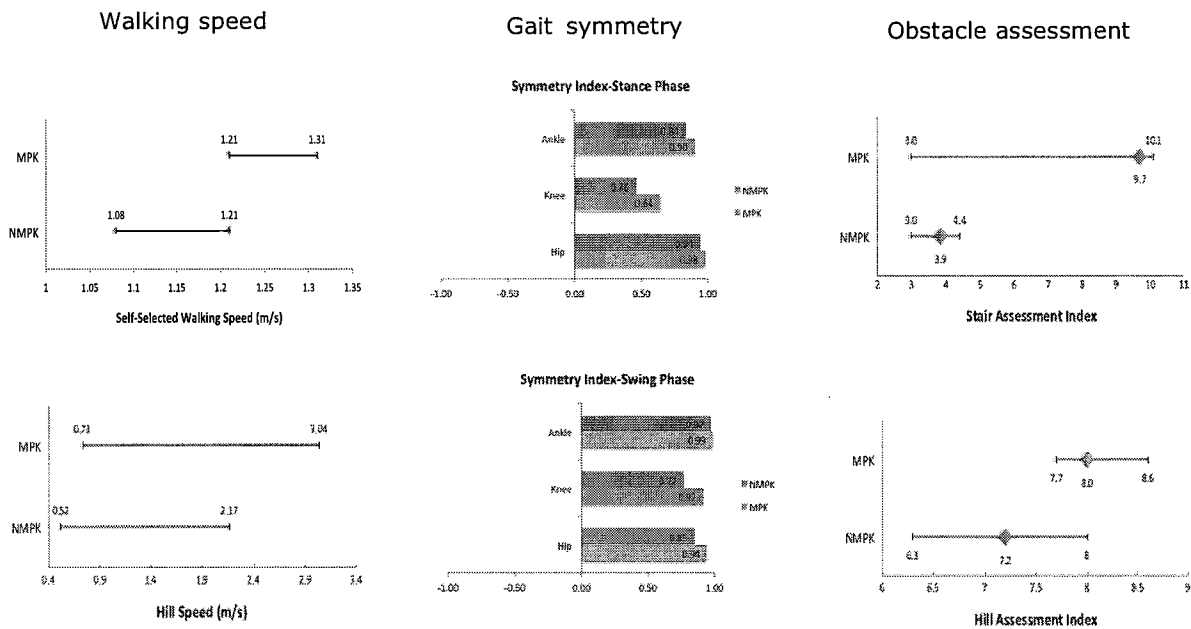 Walking speed
Gait symmetry
Obstacle assessment
MPK
NMPK
1.21
1.31
1.08
1.21
1
1.05
1.15
1.15
1.2
1.25
1.3
1.35
Self-Selected Walking Speed (m/s)
Symmetry Index-Stance Phase
Ankle
0.90
Knee
0.64
Hip
0.98
NMPK
MPK
-1.00
-0.50
0.00
0.50
1.00
MPK
3.0
10.1
9.7
NMPK
3.0
4.4
3.9
2
3
4
5
6
7
8
9
10
11
Stair Assessment Index
MPK
0.73
3.04
NMPK
0.52
2.17
0.4
0.9
1.4
1.9
2.4
2.9
3.4
Hill Speed (m/s)
Symmetry Index-Swing Phase
Ankle
0.99
Knee
Hip
NMPK
MPK
-1.00
-0.50
0.00
0.50
1.00
MPK
7.7
8.0
8.6
NMPK
6.3
7.2
8
6
6.5
7
7.5
8
8.5
9
Hill Assessment Index